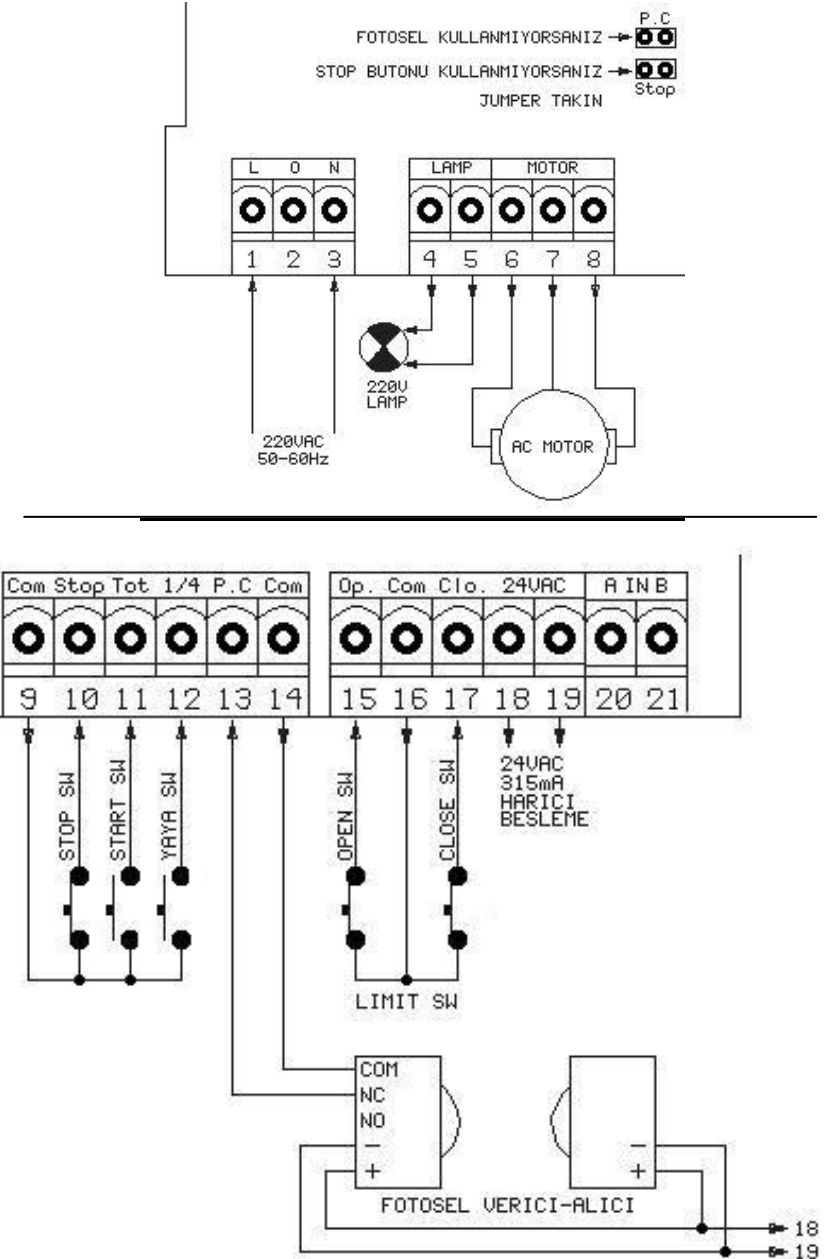 P.C
FOTOSEL KULLANMIYORSANIZ
STOP BUTONU KULLANMIYORSANIZ
Stop
JUMPER TAKIN
L O N
LAMP MOTOR
1 2 3
4 5 6 7 8
220V
LAMP
220VAC
50-60Hz
AC MOTOR
Com Stop Tot 1/4 P.C Com
Op. Com Clo. 24VAC A IN B
9 10 11 12 13 14
15 16 17 18 19 20 21
STOP SW
START SW
YAYA SW
OPEN SW
CLOSE SW
24VAC
315mA
HARICI
BESLEME
LIMIT SW
COM
NC
NO
-
+
-
+
FOTOSEL VERICI-ALICI
18
19